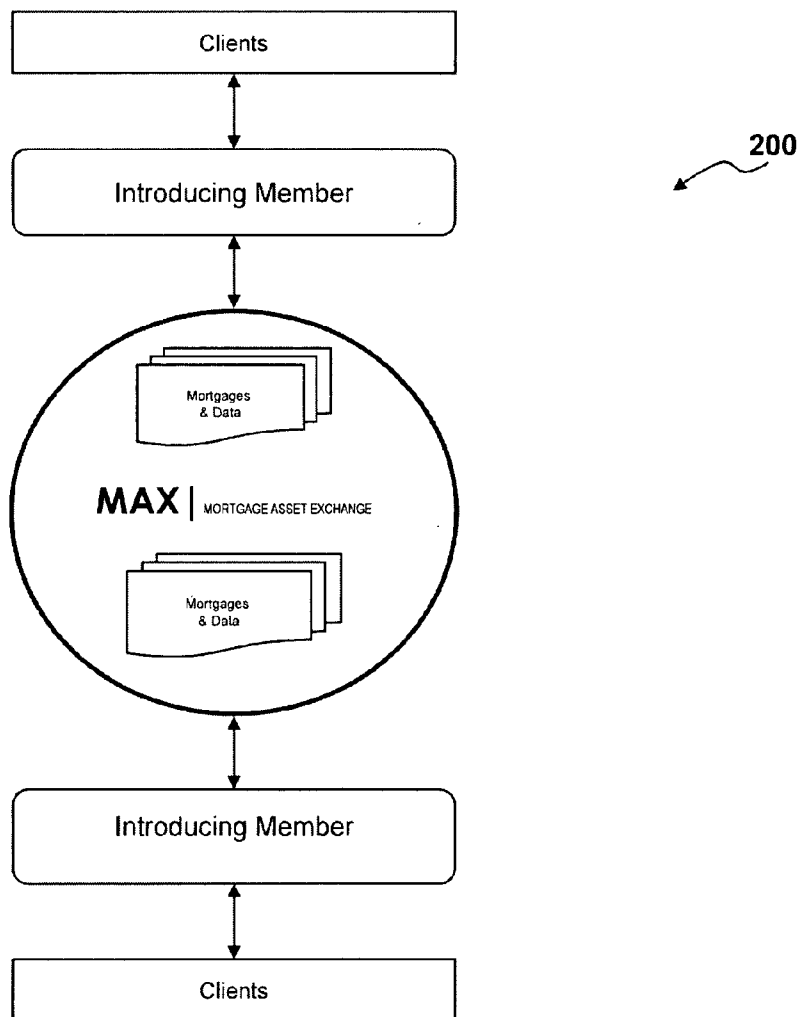 Clients
200
Introducing Member
Mortgages
& Data
MAX | MORTGAGE ASSET EXCHANGE
Mortgages
& Data
Introducing Member
Clients